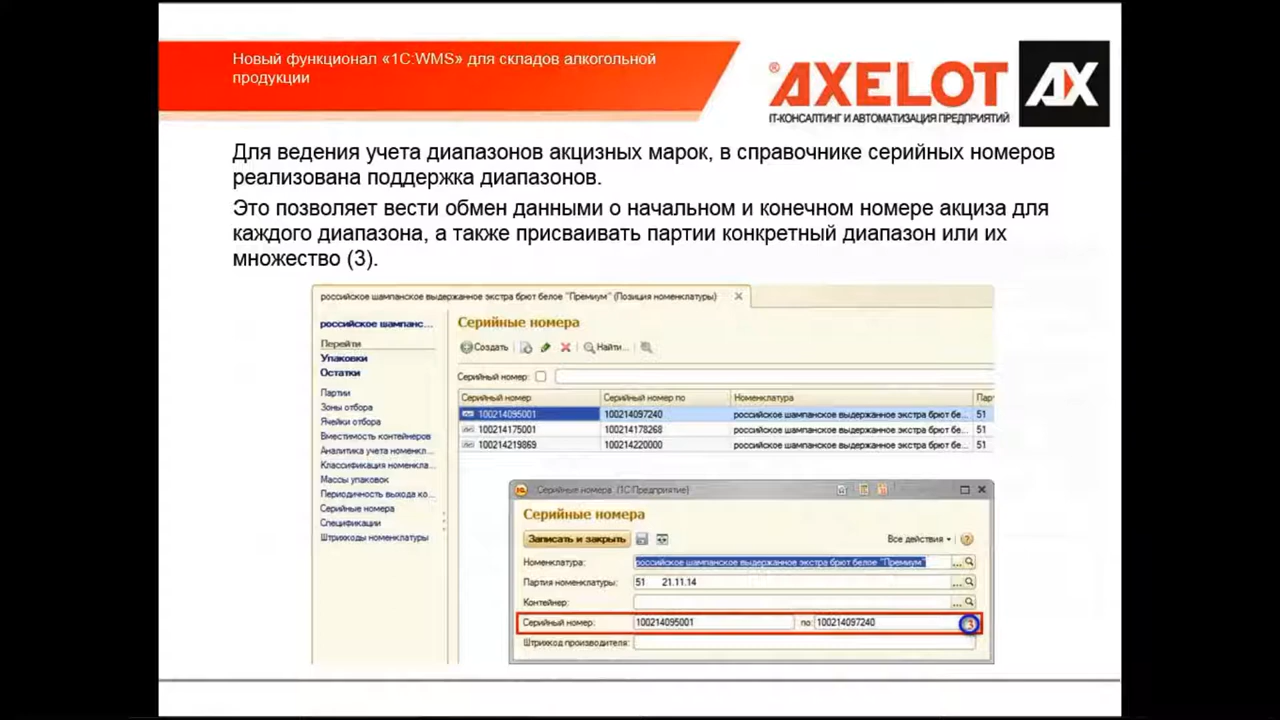 Новый функционал «1С:WMS» для складов алкогольной
продукции
® AXELOT AX
IT-КОНСАЛТИНГ И АВТОМАТИЗАЦИЯ ПРЕДПРИЯТИЙ
Для ведения учета диапазонов акцизных марок, в справочнике серийных номеров
реализована поддержка диапазонов.
Это позволяет вести обмен данными о начальном и конечном номере акциза для
каждого диапазона, а также присваивать партии конкретный диапазон или их
множество (3).
российское шампанское выдержанное экстра брют белое "Премиум" (Позиция номенклатуры)
российское шампанс...
Перейти
Упаковки
Остатки
Партии
Зоны отбора
Ячейки отбора
Вместимость контейнеров
Аналитика учета номенкл...
Классификация номенкла...
Массы упаковок
Периодичность выхода ко...
Серийные номера
Спецификации
Штрихкоды номенклатуры
Серийные номера
Создать Найти...
Серийный номер:
Серийный номер Серийный номер по Номенклатура Парт
100214095001 100214097240 российское шампанское выдержанное экстра брют бе... 51
100214175001 100214178268 российское шампанское выдержанное экстра брют бе... 51
100214219869 100214220000 российское шампанское выдержанное экстра брют бе... 51
Серийные номера (1С:Предприятие)
Серийные номера
Записать и закрыть Все действия
Номенклатура: российское шампанское выдержанное экстра брют белое "Премиум"
Партия номенклатуры: 51 21.11.14
Контейнер:
Серийный номер: 100214095001 по: 100214097240 3
Штрихкод производителя: